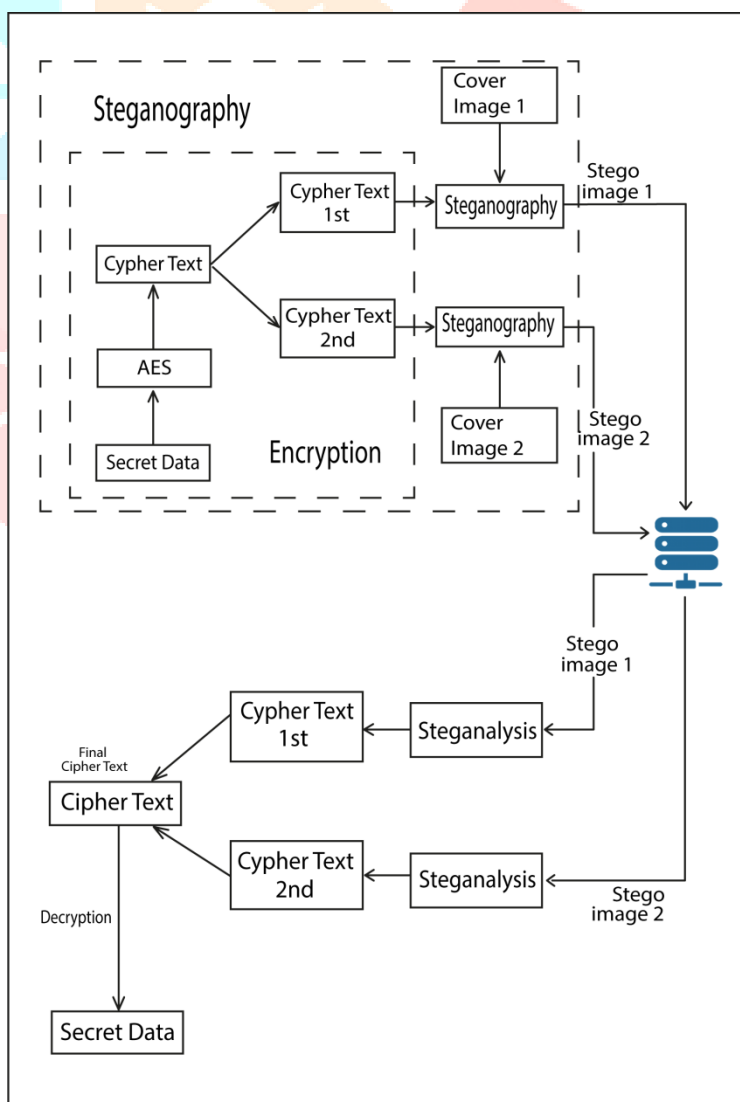 Cover
Image 1
Steganography
Stego
image 1
Cypher Text
1st
Steganography
Cypher Text
Cypher Text
2nd
Steganography
AES
Cover
Image 2
Stego
image 2
Secret Data
Encryption
Stego
image 1
Cypher Text
1st
Steganalysis
Final
Cipher Text
Cipher Text
Cypher Text
2nd
Steganalysis
Stego
image 2
Decryption
Secret Data